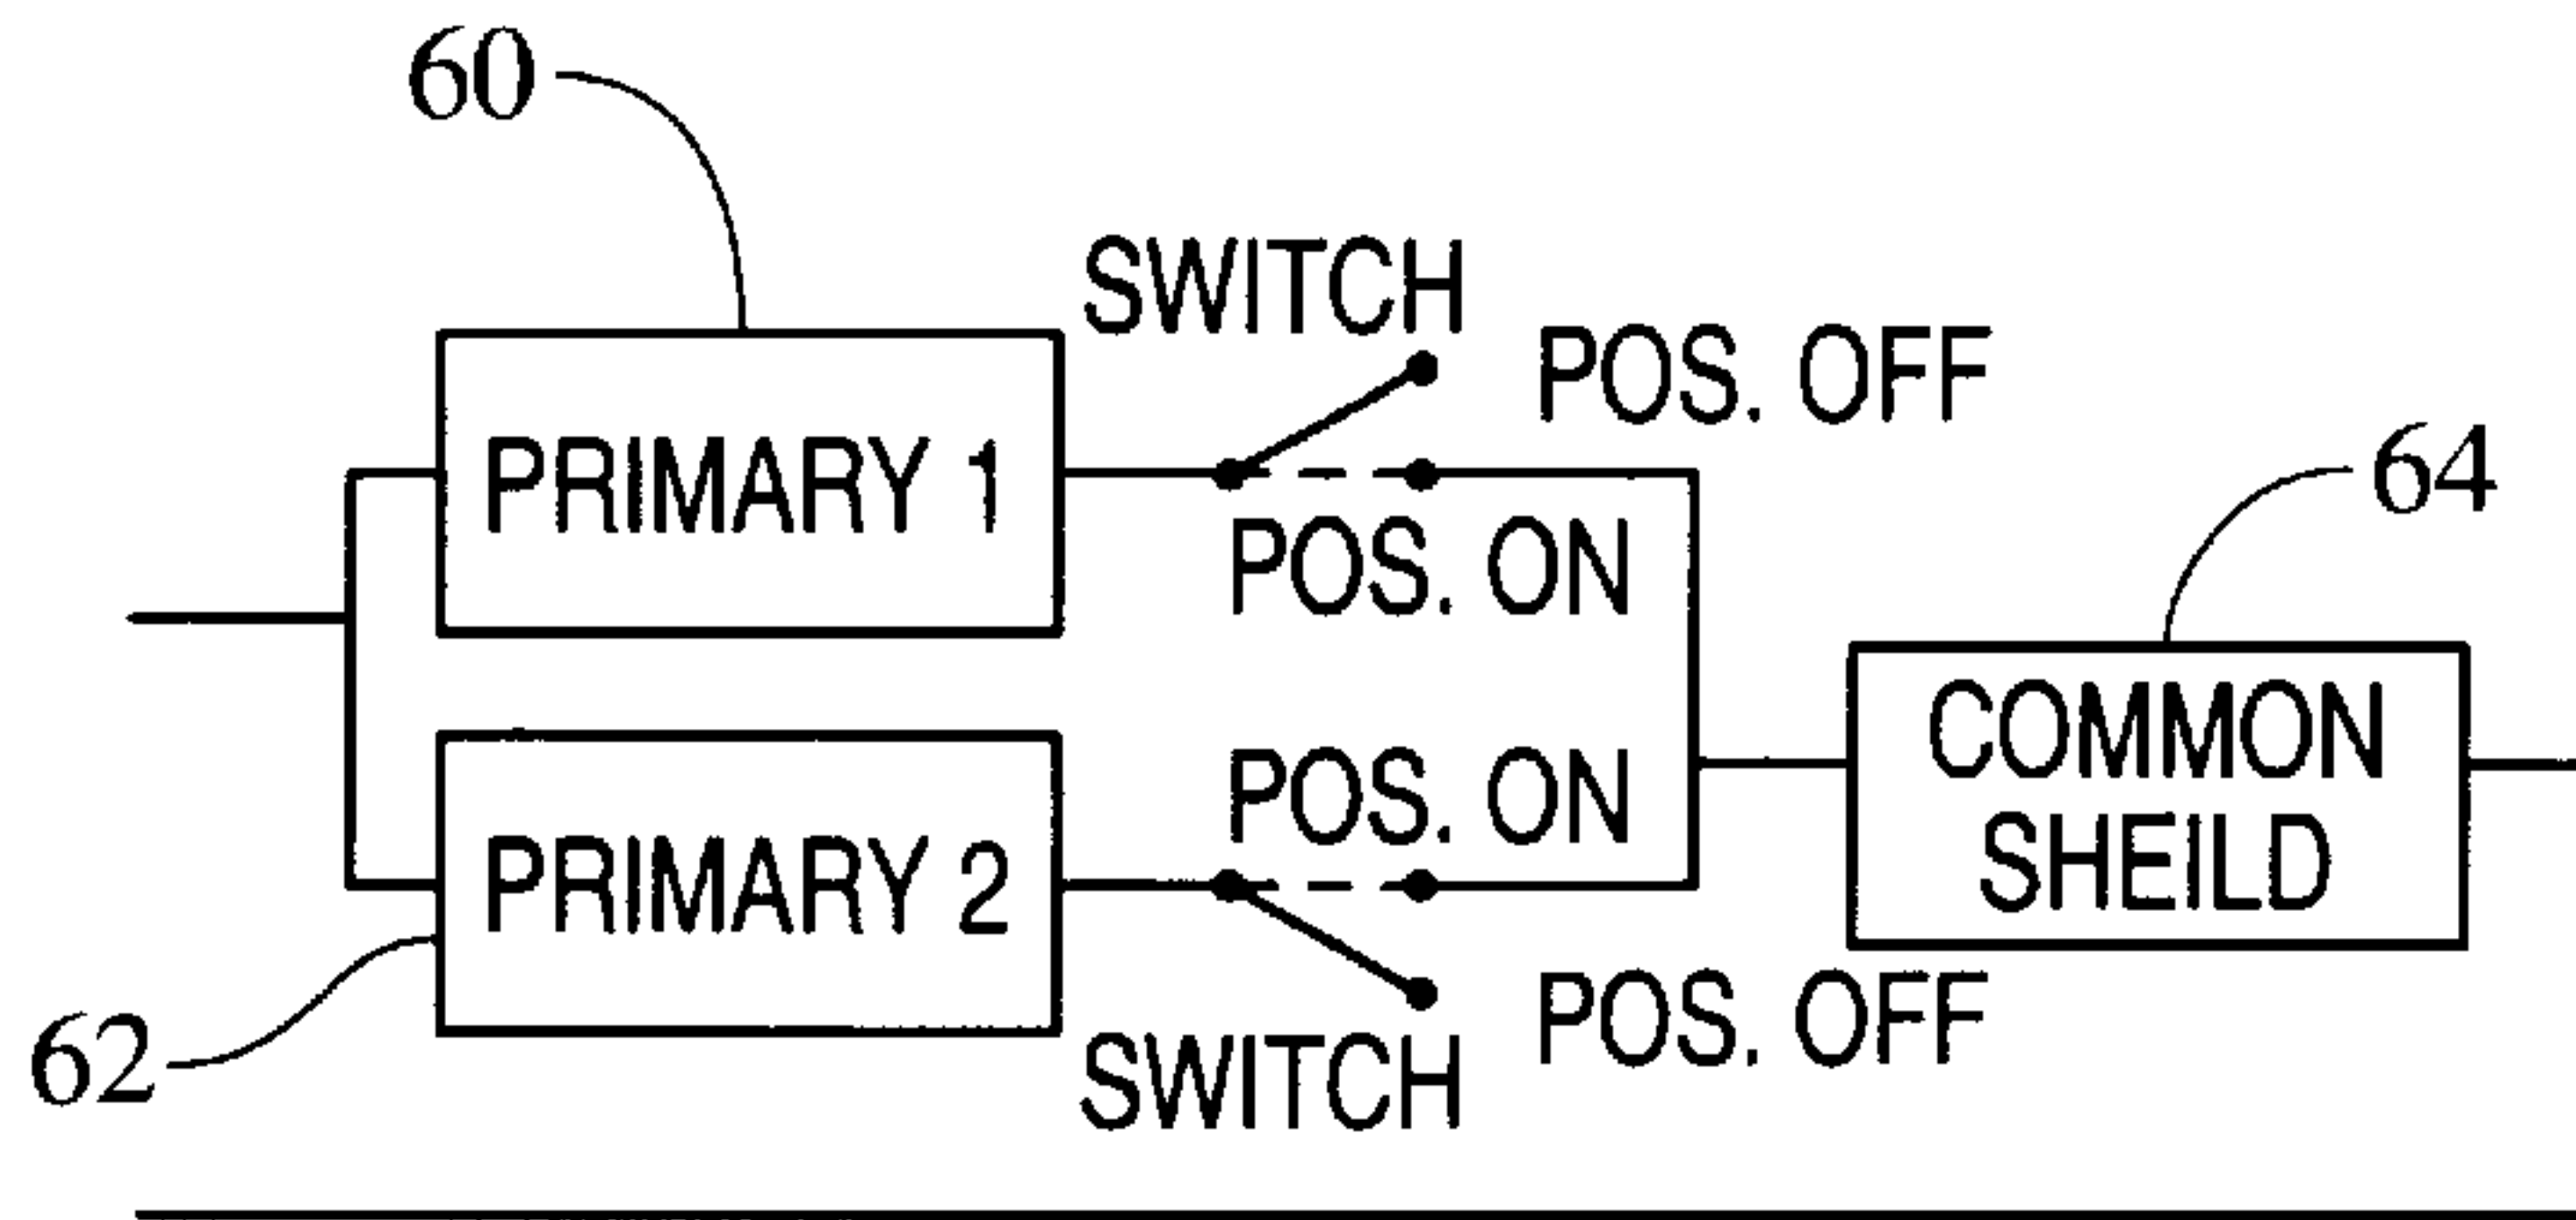 60
SWITCH
POS. OFF
PRIMARY 1
64
POS. ON
COMMON
SHEILD
POS. ON
PRIMARY 2
POS. OFF
62
SWITCH